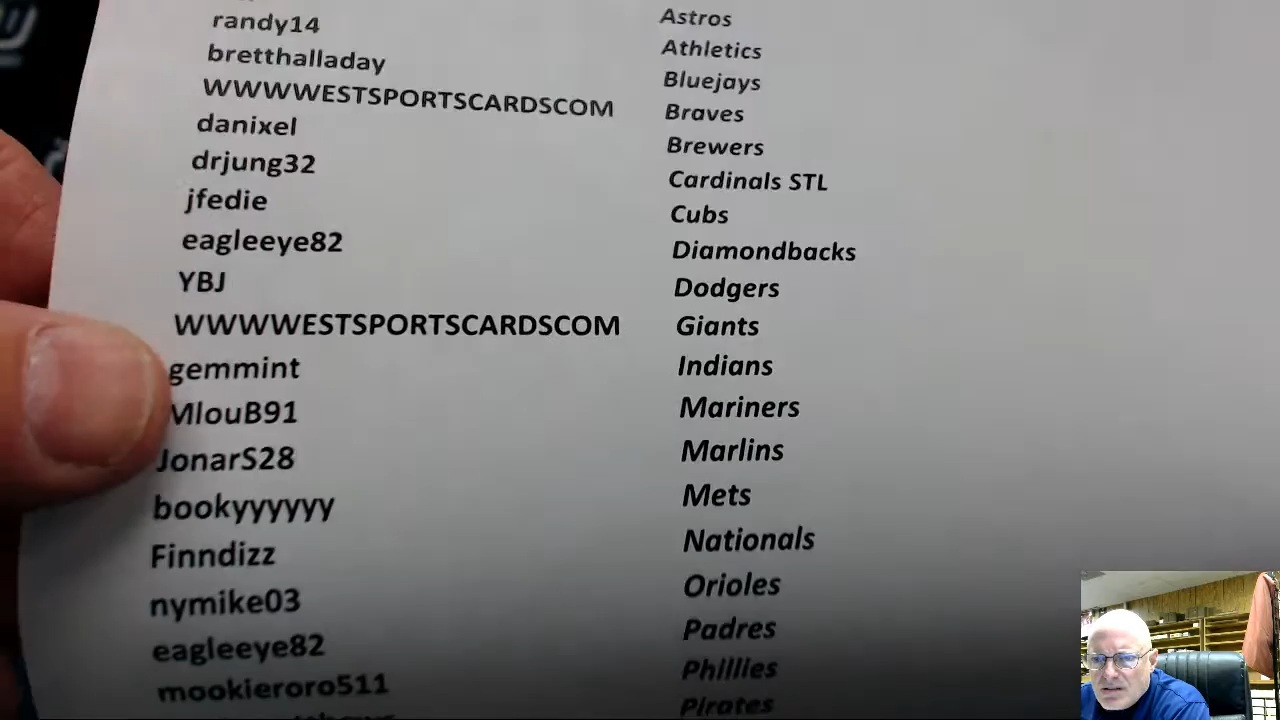 Astros
randy14 Athletics
bretthalladay Bluejays
WWWWESTSPORTSCARDSCOM Braves
danixel Brewers
drjung32 Cardinals STL
jfedie Cubs
eagleeye82 Diamondbacks
YBJ Dodgers
WWWWESTSPORTSCARDSCOM Giants
gemmint Indians
MlouB91 Mariners
JonarS28 Marlins
bookyyyyyy Mets
Finndizz Nationals
nymike03 Orioles
eagleeye82 Padres
mookieroro511 Phillies
Pirates